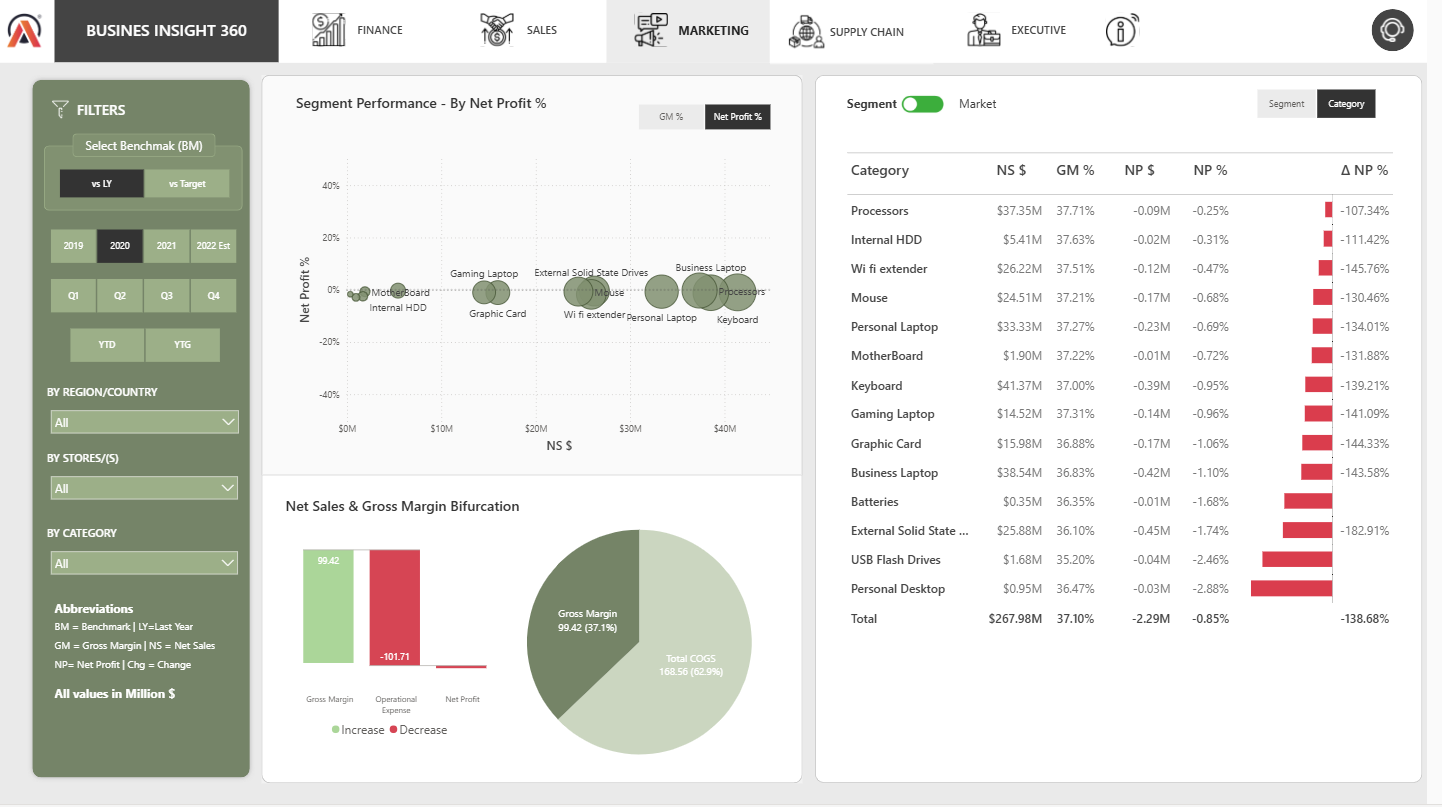 BUSINES INSIGHT 360
FINANCE
SALES
MARKETING
SUPPLY CHAIN
EXECUTIVE
FILTERS
Select Benchmak (BM)
vs LY
vs Target
2019
2020
2021
2022 Est
Q1
Q2
Q3
Q4
YTD
YTG
BY REGION/COUNTRY
All
BY STORES/(S)
All
BY CATEGORY
All
Abbreviations
BM = Benchmark | LY=Last Year
GM = Gross Margin | NS = Net Sales
NP= Net Profit | Chg = Change
All values in Million $
Segment Performance - By Net Profit %
GM %
Net Profit %
Net Profit %
40%
20%
0%
-20%
-40%
Gaming Laptop
External Solid State Drives
Business Laptop
MotherBoard
Mouse
Processors
Internal HDD
Graphic Card
Wi fi extender
Personal Laptop
Keyboard
$0M
$10M
$20M
$30M
$40M
NS $
Net Sales & Gross Margin Bifurcation
99.42
-101.71
Gross Margin
Operational
Expense
Net Profit
Increase
Decrease
Gross Margin
99.42 (37.1%)
Total COGS
168.56 (62.9%)
Segment
Market
Segment
Category
Category NS $ GM % NP $ NP % Δ NP %
Processors $37.35M 37.71% -0.09M -0.25% -107.34%
Internal HDD $5.41M 37.63% -0.02M -0.31% -111.42%
Wi fi extender $26.22M 37.51% -0.12M -0.47% -145.76%
Mouse $24.51M 37.21% -0.17M -0.68% -130.46%
Personal Laptop $33.33M 37.27% -0.23M -0.69% -134.01%
MotherBoard $1.90M 37.22% -0.01M -0.72% -131.88%
Keyboard $41.37M 37.00% -0.39M -0.95% -139.21%
Gaming Laptop $14.52M 37.31% -0.14M -0.96% -141.09%
Graphic Card $15.98M 36.88% -0.17M -1.06% -144.33%
Business Laptop $38.54M 36.83% -0.42M -1.10% -143.58%
Batteries $0.35M 36.35% -0.01M -1.68%
External Solid State ... $25.88M 36.10% -0.45M -1.74% -182.91%
USB Flash Drives $1.68M 35.20% -0.04M -2.46%
Personal Desktop $0.95M 36.47% -0.03M -2.88%
Total $267.98M 37.10% -2.29M -0.85% -138.68%